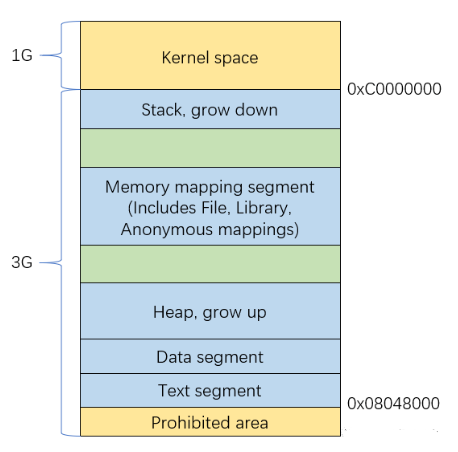 1G
Kernel space
0xC0000000
Stack, grow down
Memory mapping segment
(Includes File, Library,
Anonymous mappings)
3G
Heap, grow up
Data segment
Text segment
0x08048000
Prohibited area